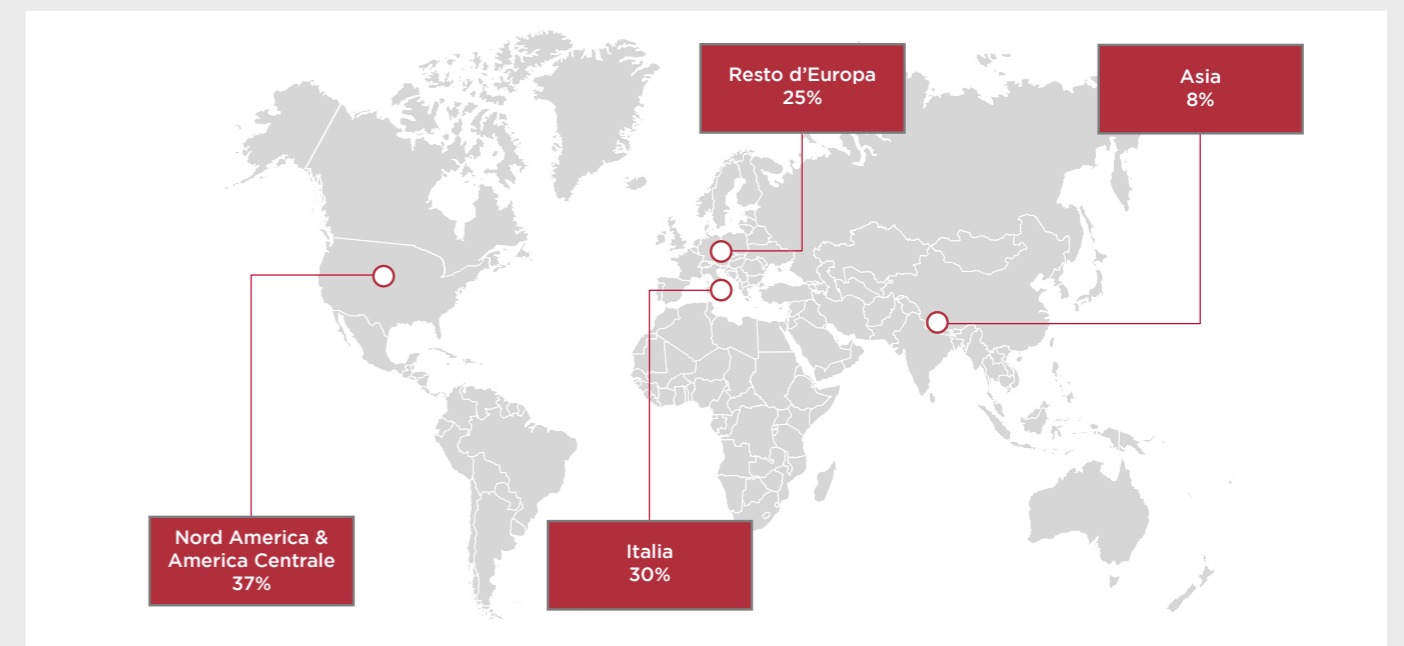 Resto d’Europa
25%
Asia
8%
Nord America &
America Centrale
37%
Italia
30%